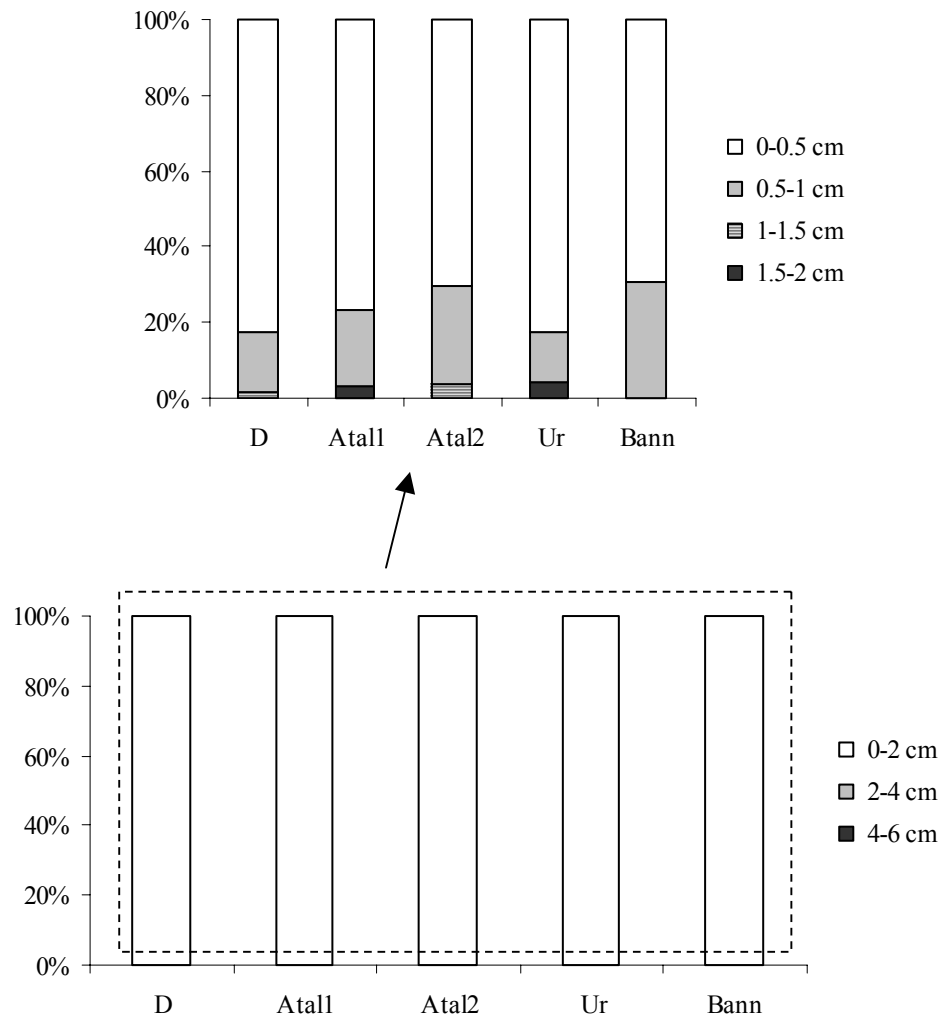 100%
80%
60%
40%
20%
0%
D Atal1 Atal2 Ur Bann
0-0.5 cm
0.5-1 cm
1-1.5 cm
1.5-2 cm
100%
80%
60%
40%
20%
0%
D Atal1 Atal2 Ur Bann
0-2 cm
2-4 cm
4-6 cm